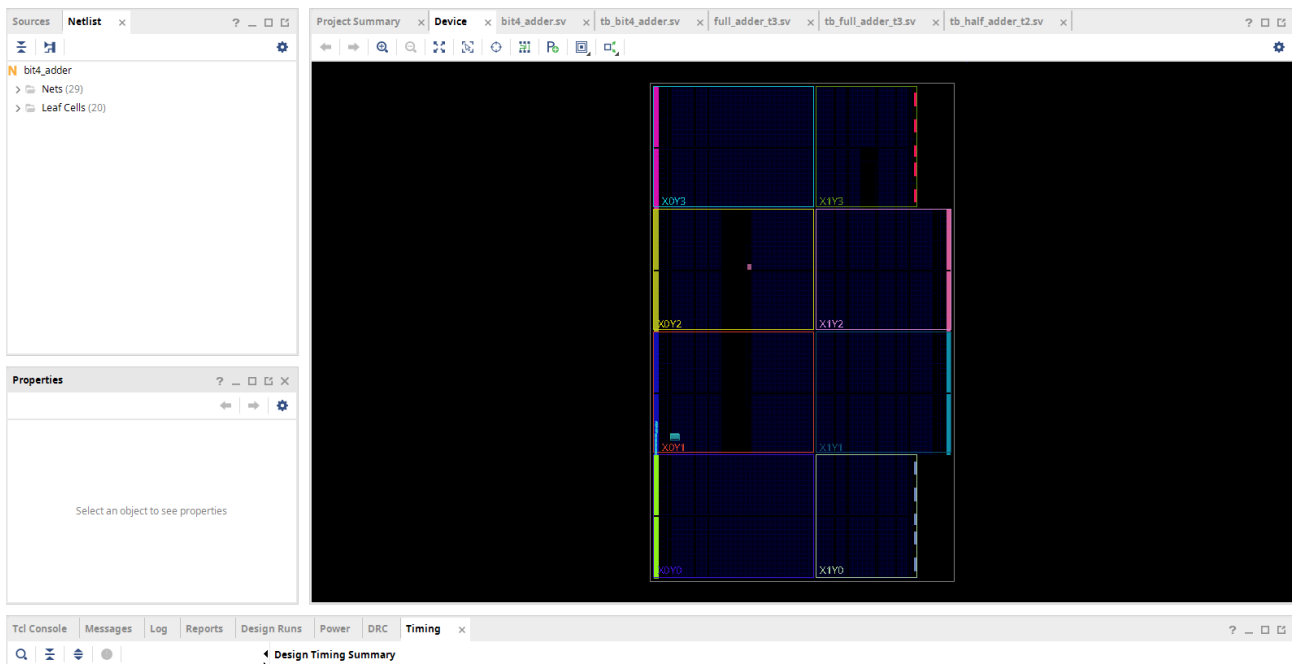 Sources Netlist × ? _
Project Summary × Device × bit4_adder.sv × tb_bit4_adder.sv × full_adder_t3.sv × tb_full_adder_t3.sv × tb_half_adder_t2.sv × ?
N bit4_adder
> Nets (29)
> Leaf Cells (20)
X0Y3 X1Y3
X0Y2 X1Y2
Properties ? _ ×
X0Y1 X1Y1
Select an object to see properties
X0Y0 X1Y0
Tcl Console Messages Log Reports Design Runs Power DRC Timing × ? _
Design Timing Summary